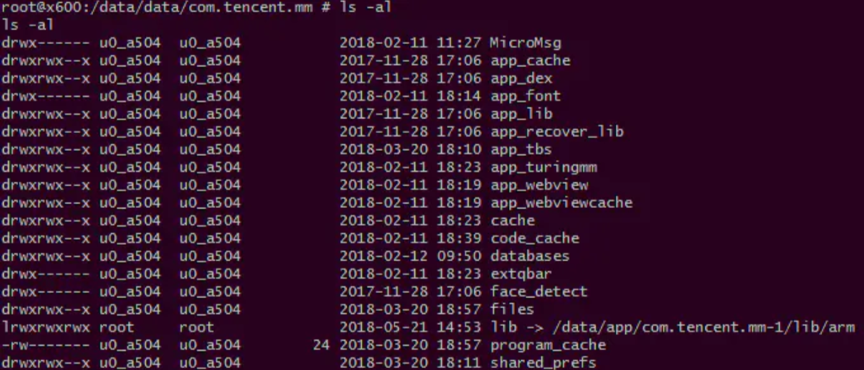 root@x600:/data/data/com.tencent.mm # ls -al
ls -al
drwx------ u0_a504 u0_a504 2018-02-11 11:27 MicroMsg
drwxrwx--x u0_a504 u0_a504 2017-11-28 17:06 app_cache
drwxrwx--x u0_a504 u0_a504 2017-11-28 17:06 app_dex
drwx------ u0_a504 u0_a504 2018-02-11 18:14 app_font
drwxrwx--x u0_a504 u0_a504 2017-11-28 17:06 app_lib
drwxrwx--x u0_a504 u0_a504 2017-11-28 17:06 app_recover_lib
drwxrwx--x u0_a504 u0_a504 2018-03-20 18:10 app_tbs
drwxrwx--x u0_a504 u0_a504 2018-02-11 18:23 app_turingmm
drwxrwx--x u0_a504 u0_a504 2018-02-11 18:19 app_webview
drwxrwx--x u0_a504 u0_a504 2018-02-11 18:19 app_webviewcache
drwxrwx--x u0_a504 u0_a504 2018-02-11 18:23 cache
drwxrwx--x u0_a504 u0_a504 2018-02-11 18:39 code_cache
drwxrwx--x u0_a504 u0_a504 2018-02-12 09:50 databases
drwx------ u0_a504 u0_a504 2018-02-11 18:23 extqbar
drwx------ u0_a504 u0_a504 2017-11-28 17:06 face_detect
drwxrwx--x u0_a504 u0_a504 2018-03-20 18:57 files
lrwxrwxrwx root root 2018-05-21 14:53 lib -> /data/app/com.tencent.mm-1/lib/arm
-rw------- u0_a504 u0_a504 24 2018-03-20 18:57 program_cache
drwxrwx--x u0_a504 u0_a504 2018-03-20 18:11 shared_prefs